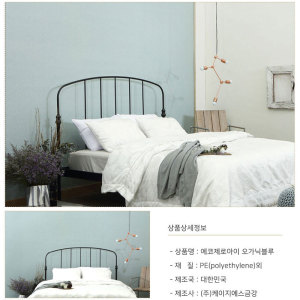 상품상세정보
- 상품명 : 에코제로아이 오가닉블루
- 재 질 : PE(polyethylene)외
- 제조국 : 대한민국
- 제조사 : (주)케이지에스금강